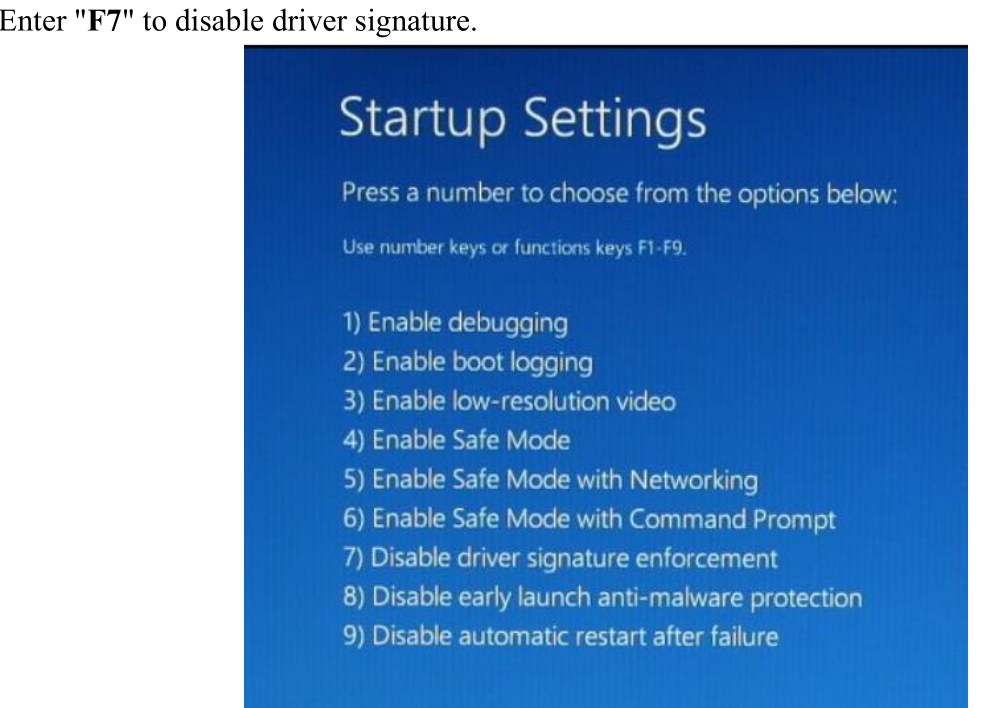 Enter "F7" to disable driver signature.
Startup Settings
Press a number to choose from the options below:
Use number keys or functions keys F1-F9.
1) Enable debugging
2) Enable boot logging
3) Enable low-resolution video
4) Enable Safe Mode
5) Enable Safe Mode with Networking
6) Enable Safe Mode with Command Prompt
7) Disable driver signature enforcement
8) Disable early launch anti-malware protection
9) Disable automatic restart after failure